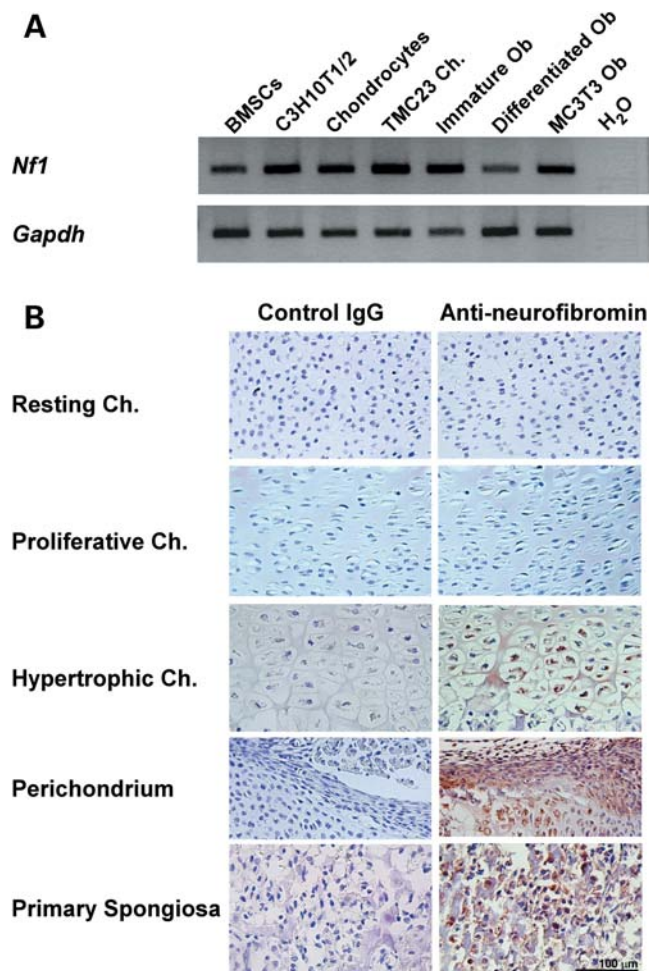 A
BMSCs
C3H10T1/2
Chondrocytes
TMC23 Ch.
Immature Ob
Differentiated Ob
MC3T3 Ob
H₂O
Nf1
Gapdh
B
Control IgG Anti-neurofibromin
Resting Ch.
Proliferative Ch.
Hypertrophic Ch.
Perichondrium
Primary Spongiosa
100 µm